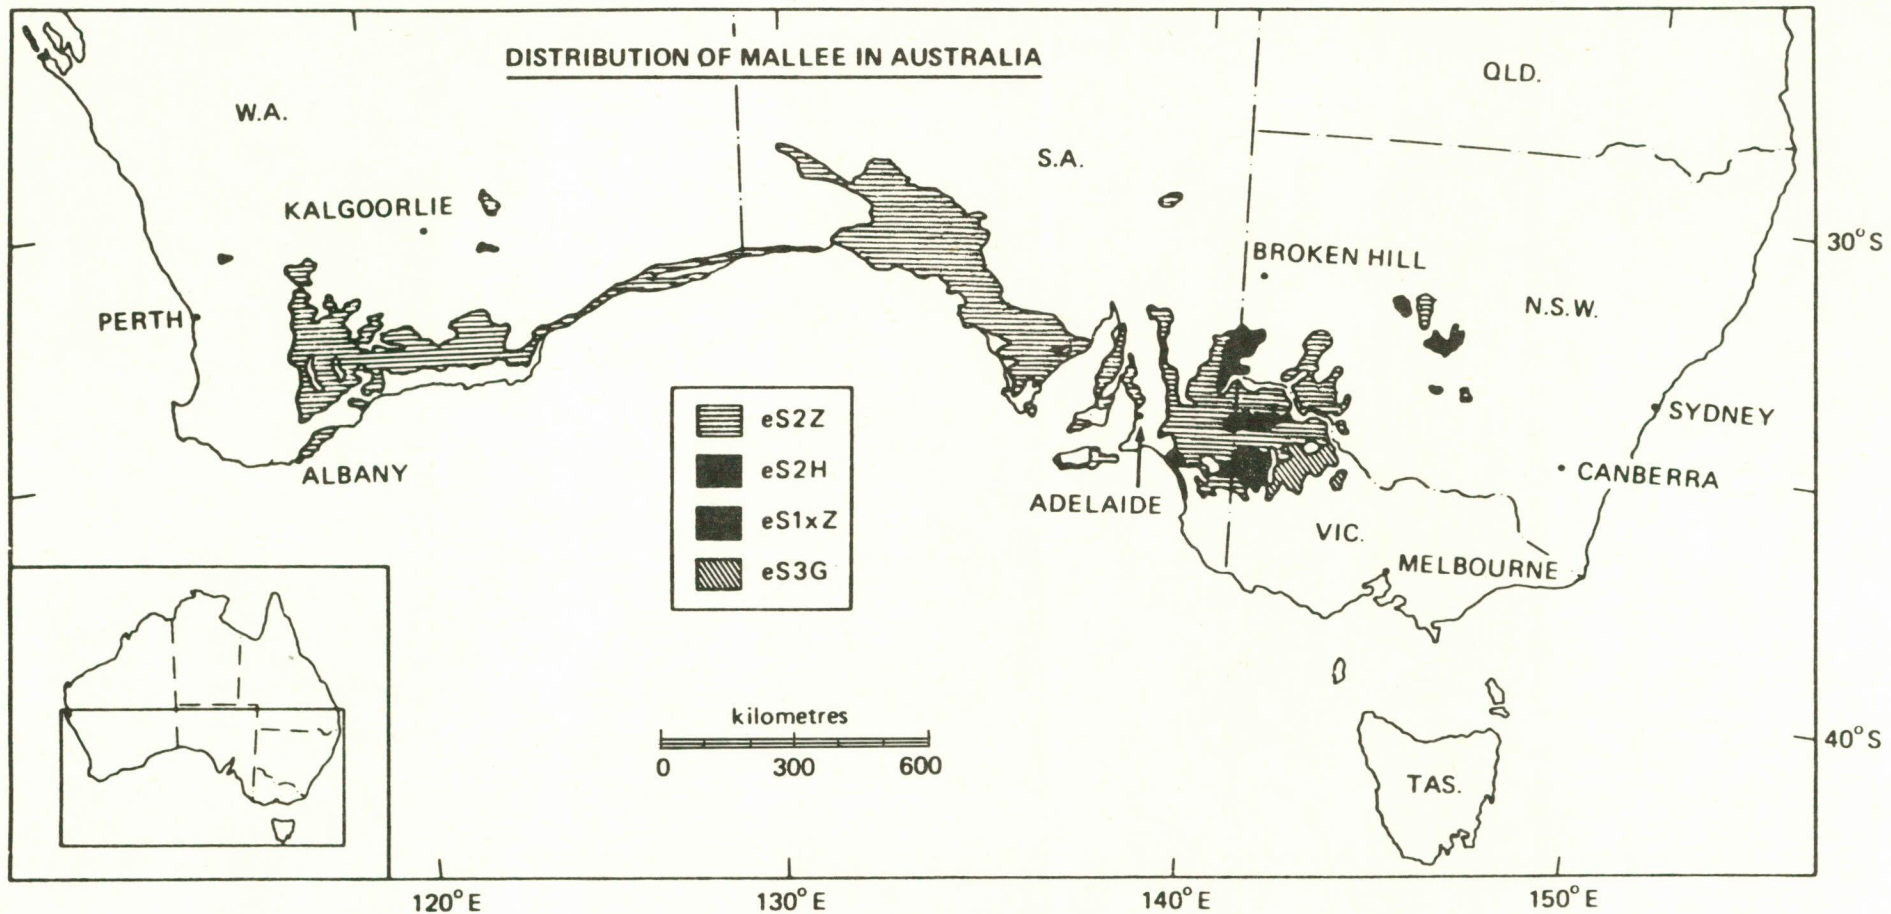 DISTRIBUTION OF MALLEE IN AUSTRALIA
QLD.
W.A.
S.A.
KALGOORLIE
30°S
BROKEN HILL
N.S.W.
PERTH
SYDNEY
eS2Z
ALBANY
eS2H
CANBERRA
ADELAIDE
eS1xZ
VIC.
eS3G
MELBOURNE
kilometres
0 300 600
40°S
TAS.
120°E 130°E 140°E 150°E